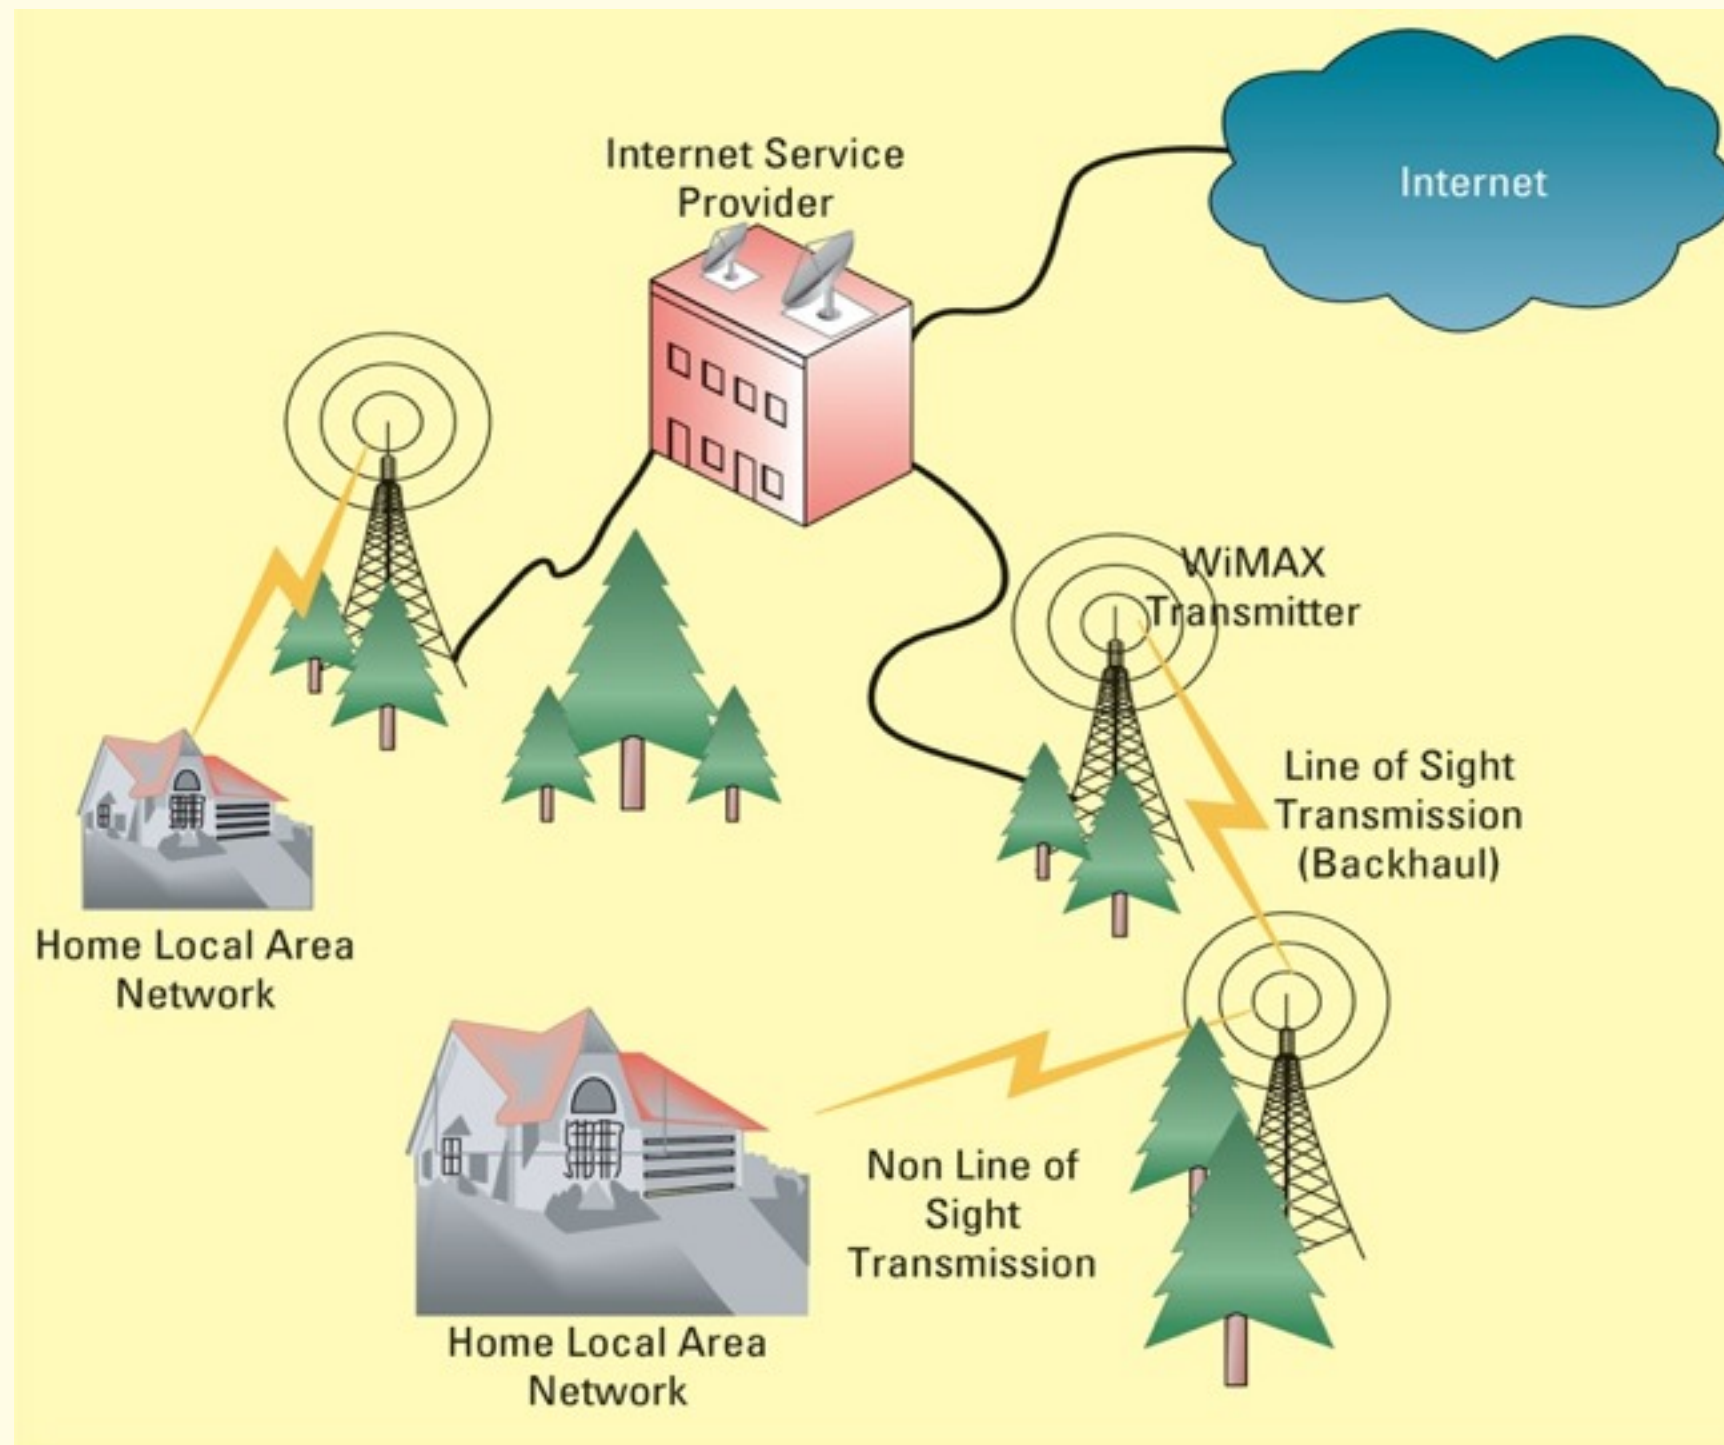 Internet Service
Provider
Internet
WiMAX
Transmitter
Line of Sight
Transmission
(Backhaul)
Home Local Area
Network
Non Line of
Sight
Transmission
Home Local Area
Network